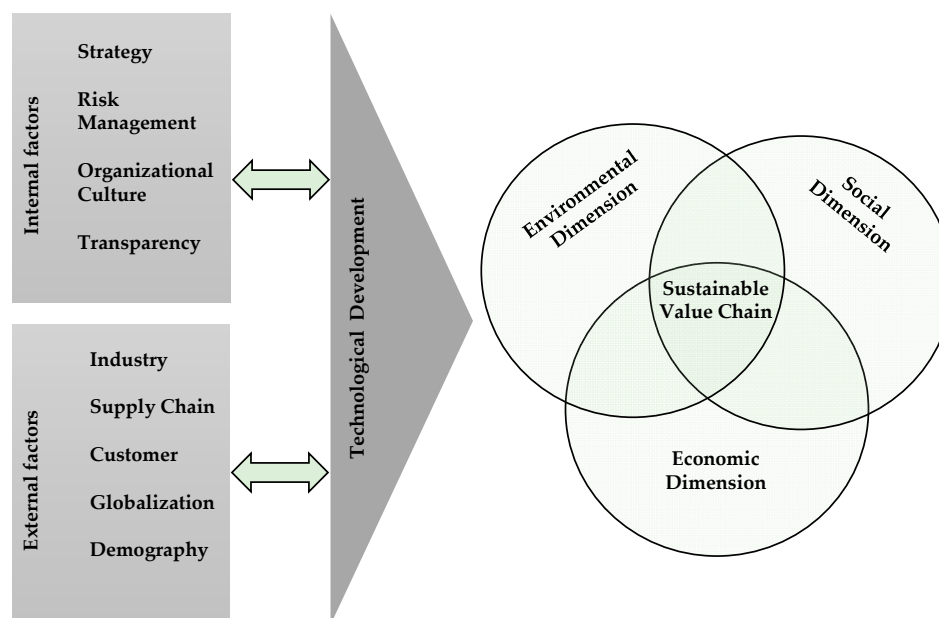 Internal factors
Strategy
Risk
Management
Organizational
Culture
Transparency
External factors
Industry
Supply Chain
Customer
Globalization
Demography
Technological Development
Environmental
Dimension
Social
Dimension
Sustainable
Value Chain
Economic
Dimension